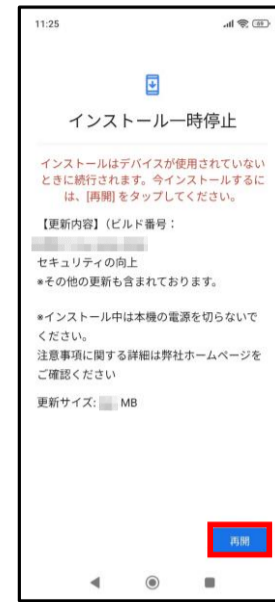 11:25
69
インストール一時停止
インストールはデバイスが使用されていない
ときに続行されます。今インストールするに
は、[再開] をタップしてください。
【更新内容】（ビルド番号：
セキュリティの向上
※その他の更新も含まれております。
※インストール中は本機の電源を切らないで
ください。
注意事項に関する詳細は弊社ホームページを
ご確認ください
更新サイズ: MB
再開